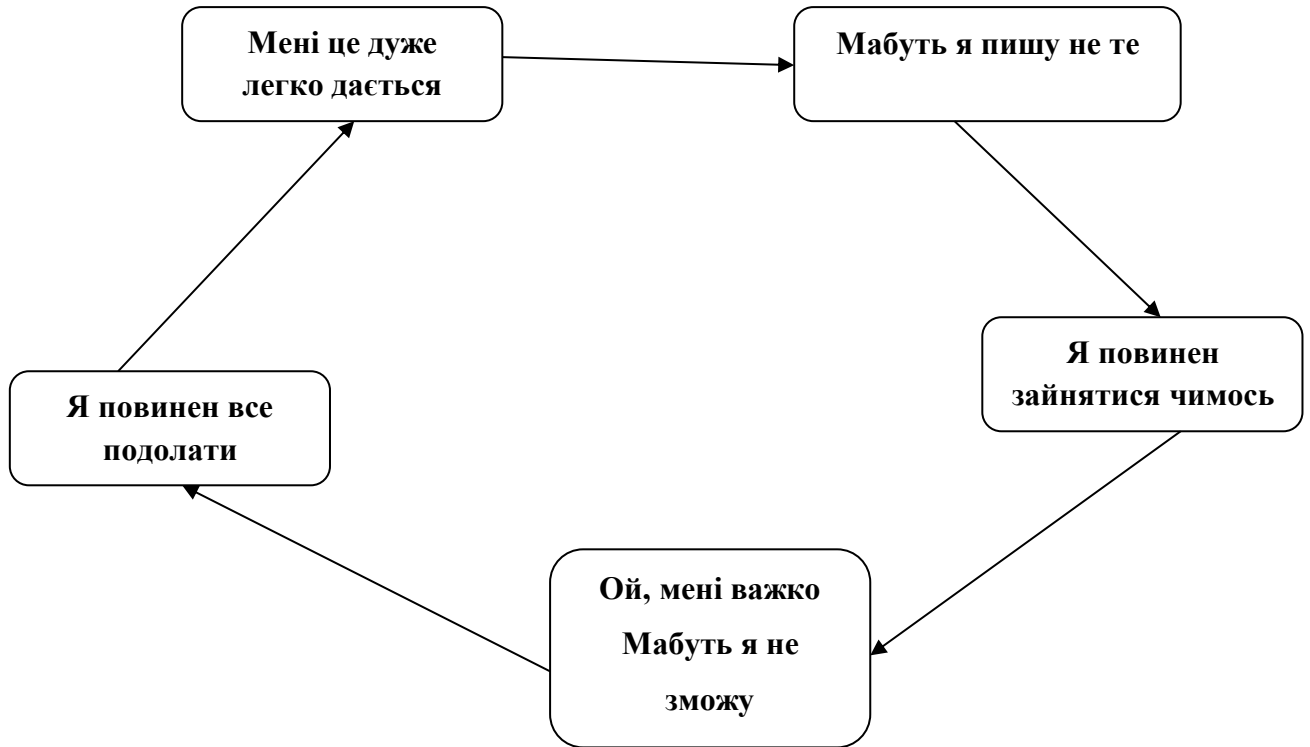 Мені це дуже
легко дається
Мабуть я пишу не те
Я повинен
зайнятися чимось
Ой, мені важко
Мабуть я не
зможу
Я повинен все
подолати